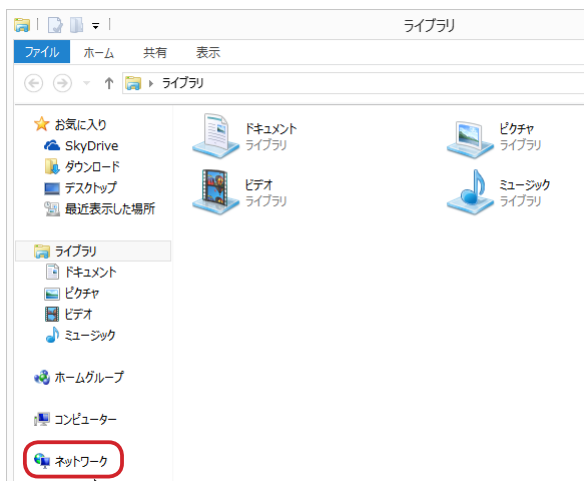 ライブラリ
ファイル ホーム 共有 表示
ライブラリ
お気に入り
SkyDrive
ダウンロード
デスクトップ
最近表示した場所
ライブラリ
ドキュメント
ピクチャ
ビデオ
ミュージック
ホームグループ
コンピューター
ネットワーク
ドキュメント
ライブラリ
ピクチャ
ライブラリ
ビデオ
ライブラリ
ミュージック
ライブラリ